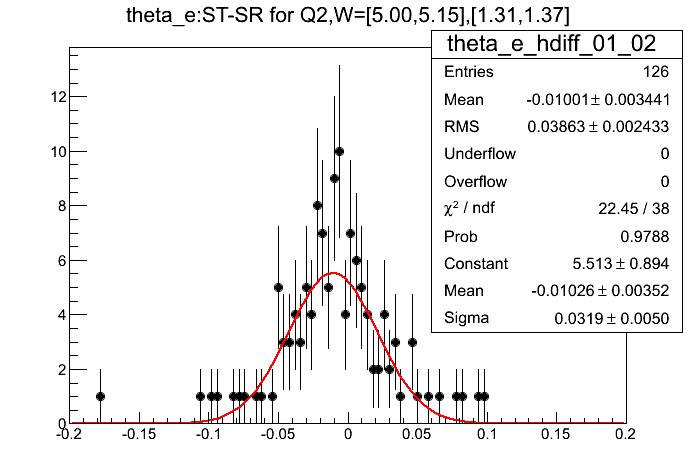 theta_e:ST-SR for Q2,W=[5.00,5.15],[1.31,1.37]
theta_e_hdiff_01_02
Entries 126
Mean -0.01001 ± 0.003441
RMS 0.03863 ± 0.002433
Underflow 0
Overflow 0
χ² / ndf 22.45 / 38
Prob 0.9788
Constant 5.513 ± 0.894
Mean -0.01026 ± 0.00352
Sigma 0.0319 ± 0.0050
12
10
8
6
4
2
0
-0.2 -0.15 -0.1 -0.05 0 0.05 0.1 0.15 0.2